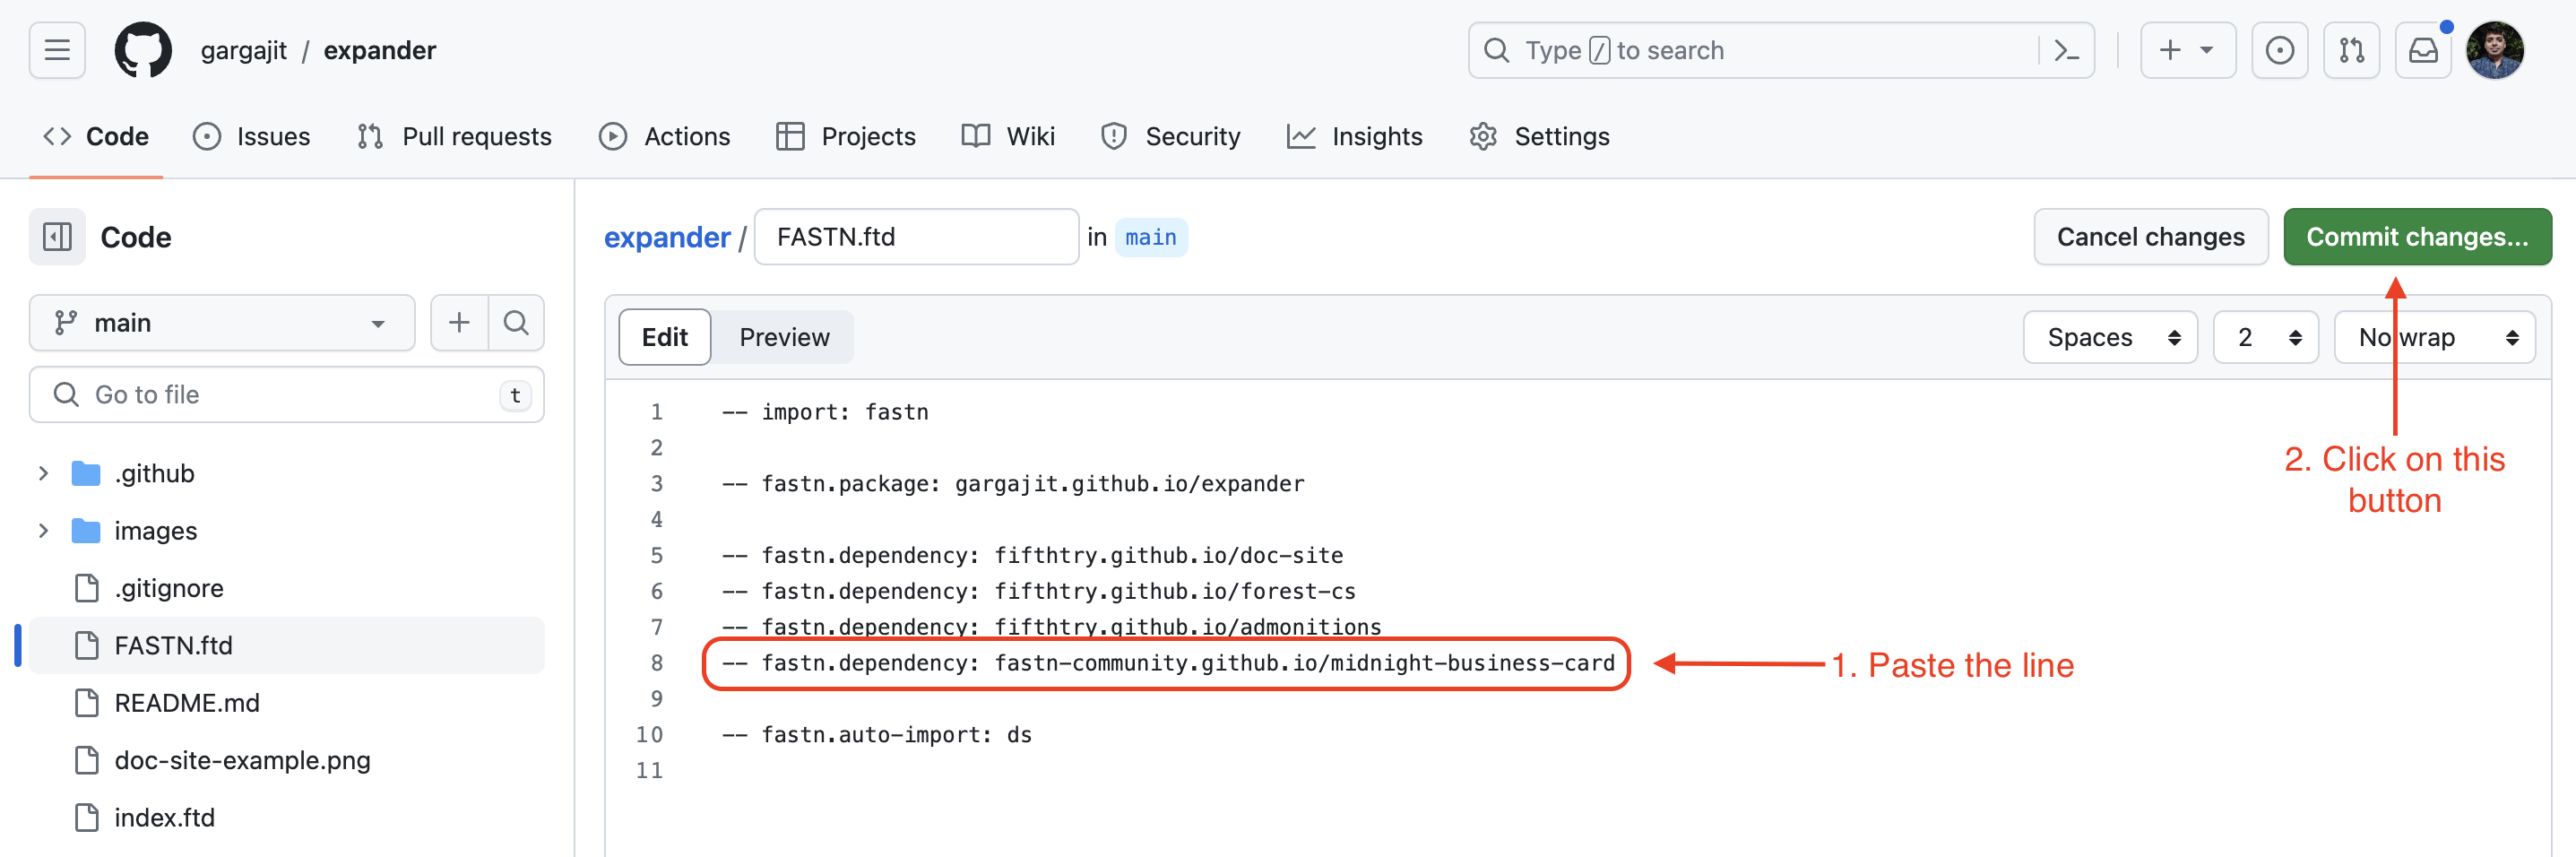 gargajit / expander
Type / to search
Code
Issues
Pull requests
Actions
Projects
Wiki
Security
Insights
Settings
Code
main
Go to file
t
.github
images
.gitignore
FASTN.ftd
README.md
doc-site-example.png
index.ftd
expander / FASTN.ftd in main
Cancel changes
Commit changes...
Edit
Preview
Spaces
2
No wrap
1 -- import: fastn
2
3 -- fastn.package: gargajit.github.io/expander
4
5 -- fastn.dependency: fifthtry.github.io/doc-site
6 -- fastn.dependency: fifthtry.github.io/forest-cs
7 -- fastn.dependency: fifthtry.github.io/admonitions
8 -- fastn.dependency: fastn-community.github.io/midnight-business-card
9
10 -- fastn.auto-import: ds
11
1. Paste the line
2. Click on this
button